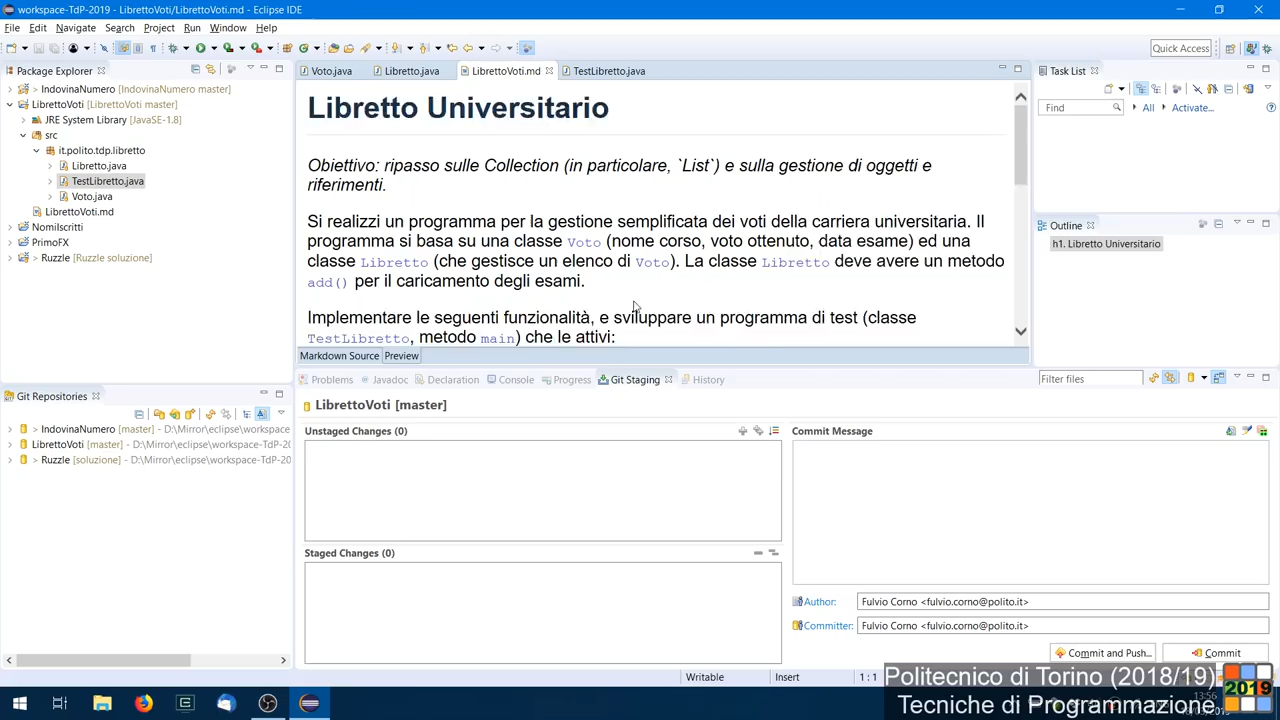 workspace-TdP-2019 - LibrettoVoti/LibrettoVoti.md - Eclipse IDE
File Edit Navigate Search Project Run Window Help
Quick Access
Package Explorer
IndovinaNumero [IndovinaNumero master]
LibrettoVoti [LibrettoVoti master]
JRE System Library [JavaSE-1.8]
src
it.polito.tdp.libretto
Libretto.java
TestLibretto.java
Voto.java
LibrettoVoti.md
NomiIscritti
PrimoFX
Ruzzle [Ruzzle soluzione]
Voto.java Libretto.java LibrettoVoti.md TestLibretto.java
Libretto Universitario
Obiettivo: ripasso sulle Collection (in particolare, `List`) e sulla gestione di oggetti e
riferimenti.
Si realizzi un programma per la gestione semplificata dei voti della carriera universitaria. Il
programma si basa su una classe Voto (nome corso, voto ottenuto, data esame) ed una
classe Libretto (che gestisce un elenco di Voto). La classe Libretto deve avere un metodo
add() per il caricamento degli esami.
Implementare le seguenti funzionalità, e sviluppare un programma di test (classe
TestLibretto, metodo main) che le attivi:
Markdown Source Preview
Task List
Find All Activate...
Outline
h1. Libretto Universitario
Git Repositories
> IndovinaNumero [master] - D:\Mirror\eclipse\workspace
LibrettoVoti [master] - D:\Mirror\eclipse\workspace-TdP-20
> Ruzzle [soluzione] - D:\Mirror\eclipse\workspace-TdP-20
Problems Javadoc Declaration Console Progress Git Staging History
Filter files
LibrettoVoti [master]
Unstaged Changes (0)
Staged Changes (0)
Commit Message
Author: Fulvio Corno <fulvio.corno@polito.it>
Committer: Fulvio Corno <fulvio.corno@polito.it>
Commit and Push... Commit
Writable Insert 1 : 1
Politecnico di Torino (2018/19)
Tecniche di Programmazione
2019
13:56